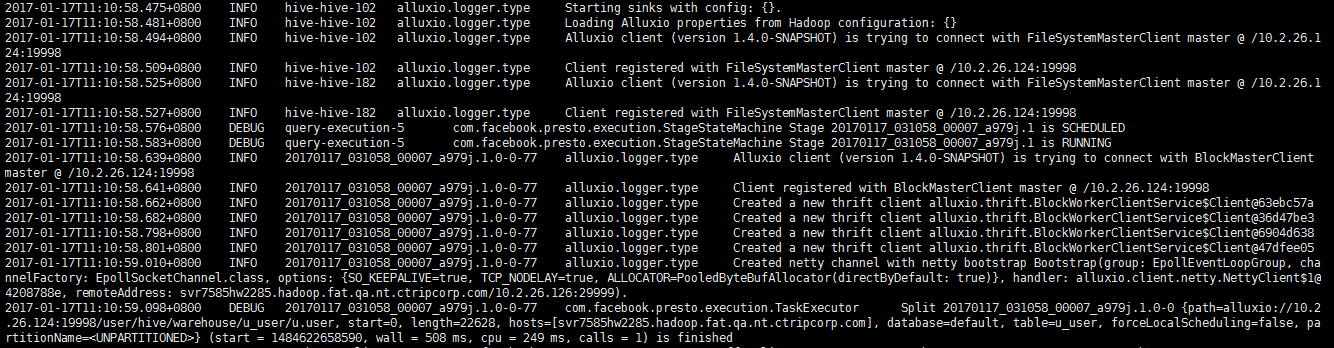 2017-01-17T11:10:58.475+0800 INFO hive-hive-102 alluxio.logger.type Starting sinks with config: {}.
2017-01-17T11:10:58.481+0800 INFO hive-hive-102 alluxio.logger.type Loading Alluxio properties from Hadoop configuration: {}
2017-01-17T11:10:58.494+0800 INFO hive-hive-102 alluxio.logger.type Alluxio client (version 1.4.0-SNAPSHOT) is trying to connect with FileSystemMasterClient master @ /10.2.26.1
24:19998
2017-01-17T11:10:58.509+0800 INFO hive-hive-102 alluxio.logger.type Client registered with FileSystemMasterClient master @ /10.2.26.124:19998
2017-01-17T11:10:58.525+0800 INFO hive-hive-182 alluxio.logger.type Alluxio client (version 1.4.0-SNAPSHOT) is trying to connect with FileSystemMasterClient master @ /10.2.26.1
24:19998
2017-01-17T11:10:58.527+0800 INFO hive-hive-182 alluxio.logger.type Client registered with FileSystemMasterClient master @ /10.2.26.124:19998
2017-01-17T11:10:58.576+0800 DEBUG query-execution-5 com.facebook.presto.execution.StageStateMachine Stage 20170117_031058_00007_a979j.1 is SCHEDULED
2017-01-17T11:10:58.583+0800 DEBUG query-execution-5 com.facebook.presto.execution.StageStateMachine Stage 20170117_031058_00007_a979j.1 is RUNNING
2017-01-17T11:10:58.639+0800 INFO 20170117_031058_00007_a979j.1.0-0-77 alluxio.logger.type Alluxio client (version 1.4.0-SNAPSHOT) is trying to connect with BlockMasterClient
master @ /10.2.26.124:19998
2017-01-17T11:10:58.641+0800 INFO 20170117_031058_00007_a979j.1.0-0-77 alluxio.logger.type Client registered with BlockMasterClient master @ /10.2.26.124:19998
2017-01-17T11:10:58.662+0800 INFO 20170117_031058_00007_a979j.1.0-0-77 alluxio.logger.type Created a new thrift client alluxio.thrift.BlockWorkerClientService$Client@63ebc57a
2017-01-17T11:10:58.682+0800 INFO 20170117_031058_00007_a979j.1.0-0-77 alluxio.logger.type Created a new thrift client alluxio.thrift.BlockWorkerClientService$Client@36d47be3
2017-01-17T11:10:58.798+0800 INFO 20170117_031058_00007_a979j.1.0-0-77 alluxio.logger.type Created a new thrift client alluxio.thrift.BlockWorkerClientService$Client@6904d638
2017-01-17T11:10:58.801+0800 INFO 20170117_031058_00007_a979j.1.0-0-77 alluxio.logger.type Created a new thrift client alluxio.thrift.BlockWorkerClientService$Client@47dfee05
2017-01-17T11:10:59.010+0800 INFO 20170117_031058_00007_a979j.1.0-0-77 alluxio.logger.type Created netty channel with netty bootstrap Bootstrap(group: EpollEventLoopGroup, cha
nnelFactory: EpollSocketChannel.class, options: {SO_KEEPALIVE=true, TCP_NODELAY=true, ALLOCATOR=PooledByteBufAllocator(directByDefault: true)}, handler: alluxio.client.netty.NettyClient$1@
4208788e, remoteAddress: svr7585hw2285.hadoop.fat.qa.nt.ctripcorp.com/10.2.26.126:29999).
2017-01-17T11:10:59.098+0800 DEBUG 20170117_031058_00007_a979j.1.0-0-77 com.facebook.presto.execution.TaskExecutor Split 20170117_031058_00007_a979j.1.0-0 {path=alluxio://10.2
.26.124:19998/user/hive/warehouse/u_user/u.user, start=0, length=22628, hosts=[svr7585hw2285.hadoop.fat.qa.nt.ctripcorp.com], database=default, table=u_user, forceLocalScheduling=false, pa
rtitionName=<UNPARTITIONED>} (start = 1484622658590, wall = 508 ms, cpu = 249 ms, calls = 1) is finished